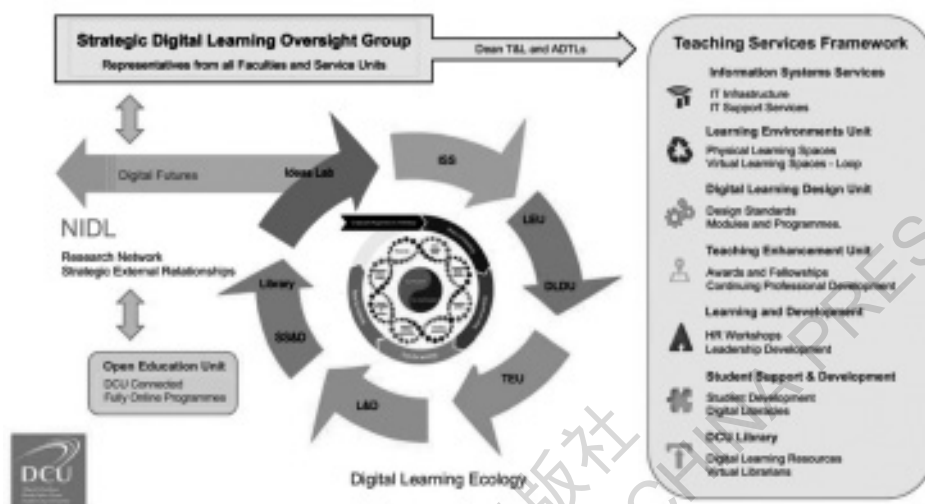 Strategic Digital Learning Oversight Group
Representatives from all Faculties and Service Units
Dean T&L and ADTLs
Digital Futures
Ideas Lab
NIDL
Research Network
Strategic External Relationships
Open Education Unit
DCU Connected
Fully Online Programmes
ISS
LEU
DLDU
TEU
L&D
SS&D
Library
Digital Learning Ecology
DCU
Teaching Services Framework
Information Systems Services
IT Infrastructure
IT Support Services
Learning Environments Unit
Physical Learning Spaces
Virtual Learning Spaces - Loop
Digital Learning Design Unit
Design Standards
Modules and Programmes.
Teaching Enhancement Unit
Awards and Fellowships
Continuing Professional Development
Learning and Development
HR Workshops
Leadership Development
Student Support & Development
Student Development
Digital Literacies
DCU Library
Digital Learning Resources
Virtual Librarians
版社
CHINA PRES